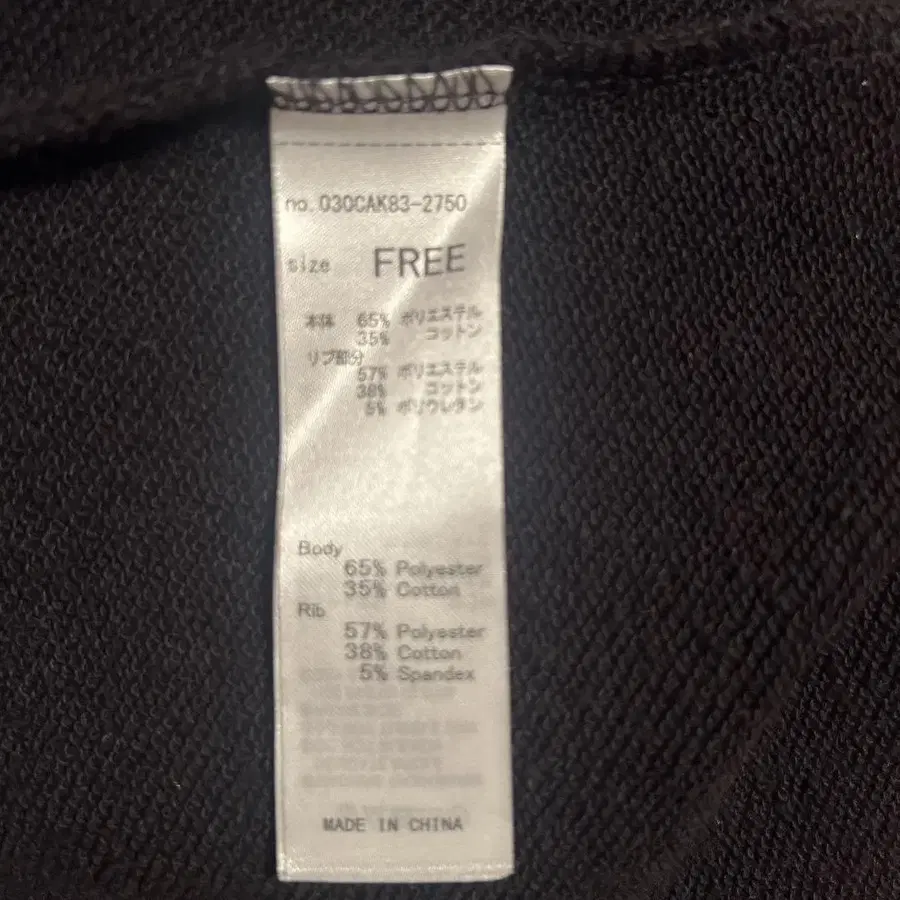 no. 030CAK83-2750
size FREE
本体 65% ポリエステル
35% コットン
リブ部分
57% ポリエステル
38% コットン
5% ポリウレタン
Body
65% Polyester
35% Cotton
Rib
57% Polyester
38% Cotton
5% Spandex
MADE IN CHINA